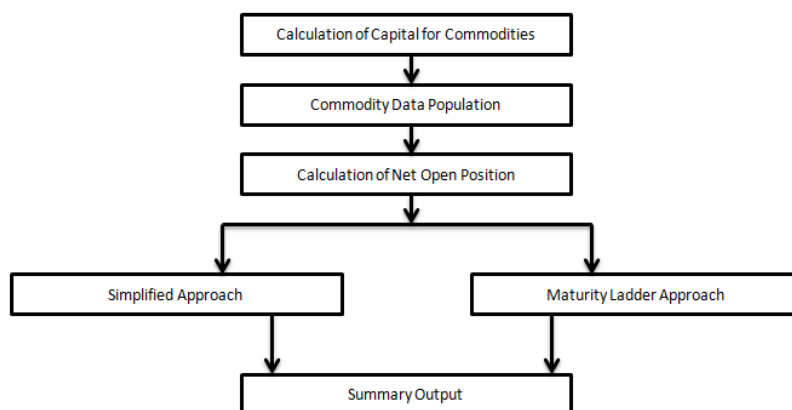 Calculation of Capital for Commodities
Commodity Data Population
Calculation of Net Open Position
Simplified Approach
Maturity Ladder Approach
Summary Output